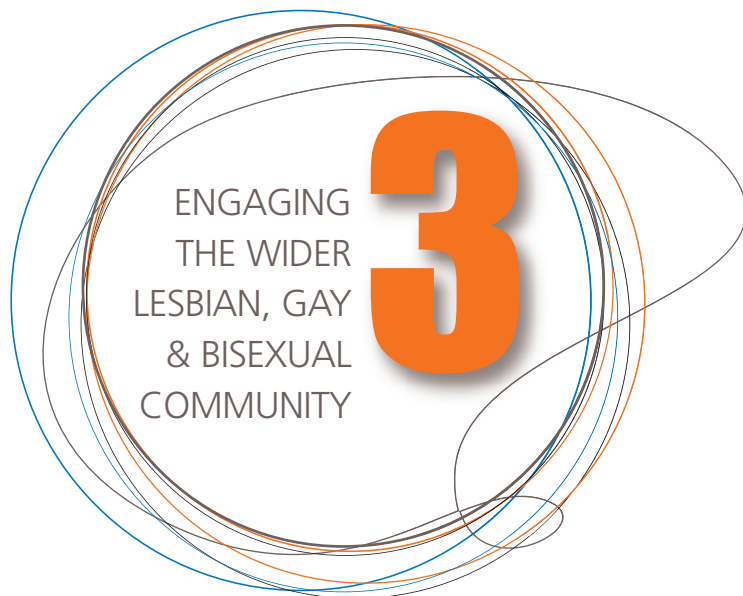 ENGAGING
THE WIDER
LESBIAN, GAY
& BISEXUAL
COMMUNITY
3